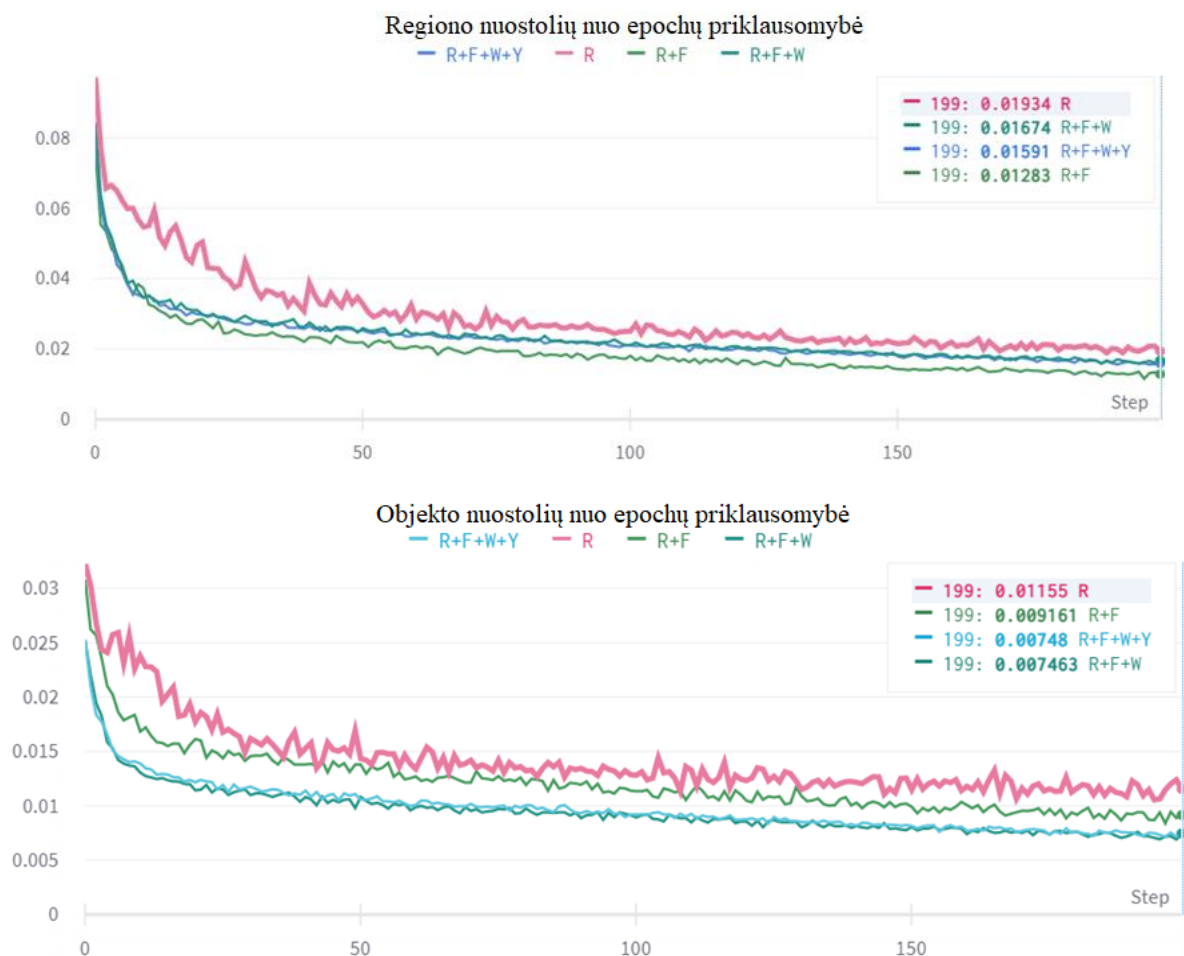 Regiono nuostolių nuo epochų priklausomybė
R+F+W+Y R R+F R+F+W
199: 0.01934 R
199: 0.01674 R+F+W
199: 0.01591 R+F+W+Y
199: 0.01283 R+F
0.08
0.06
0.04
0.02
0
Step
0 50 100 150
Objekto nuostolių nuo epochų priklausomybė
R+F+W+Y R R+F R+F+W
199: 0.01155 R
199: 0.009161 R+F
199: 0.00748 R+F+W+Y
199: 0.007463 R+F+W
0.03
0.025
0.02
0.015
0.01
0.005
0
Step
0 50 100 150